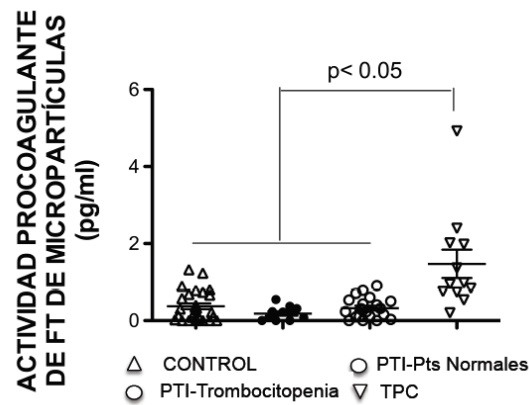 ACTIVIDAD PROCOAGULANTE
DE FT DE MICROPARTÍCULAS
(pg/ml)
p< 0.05
6
4
2
0
△ CONTROL
○ PTI-Pts Normales
○ PTI-Trombocitopenia
▽ TPC